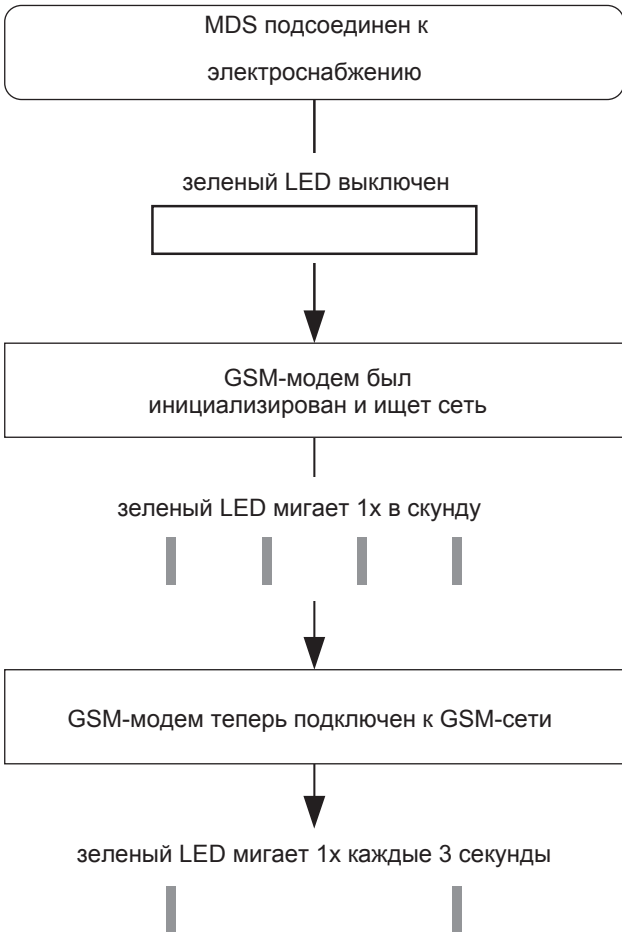 MDS подсоединен к
электроснабжению
зеленый LED выключен
GSM-модем был
инициализирован и ищет сеть
зеленый LED мигает 1x в скунду
GSM-модем теперь подключен к GSM-сети
зеленый LED мигает 1x каждые 3 секунды